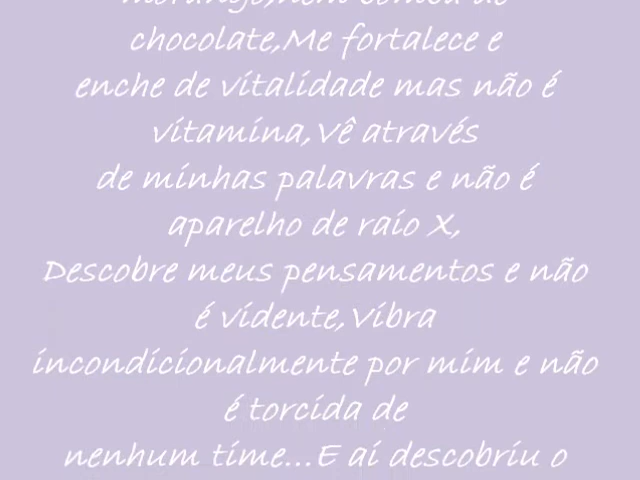 chocolate,Me fortalece e
enche de vitalidade mas não é
vitamina,Vê através
de minhas palavras e não é
aparelho de raio X,
Descobre meus pensamentos e não
é vidente,Vibra
incondicionalmente por mim e não
é torcida de
nenhum time...E aí descobriu o